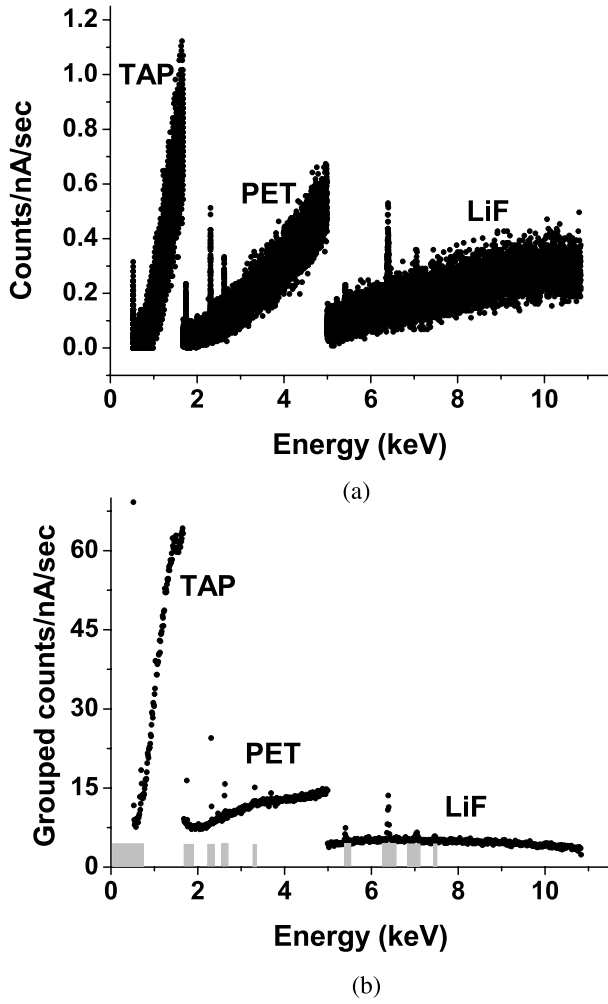 1.2
1.0
0.8
0.6
0.4
0.2
0.0
Counts/nA/sec
TAP
PET
LiF
0 2 4 6 8 10
Energy (keV)
(a)
60
45
30
15
0
Grouped counts/nA/sec
TAP
PET
LiF
0 2 4 6 8 10
Energy (keV)
(b)